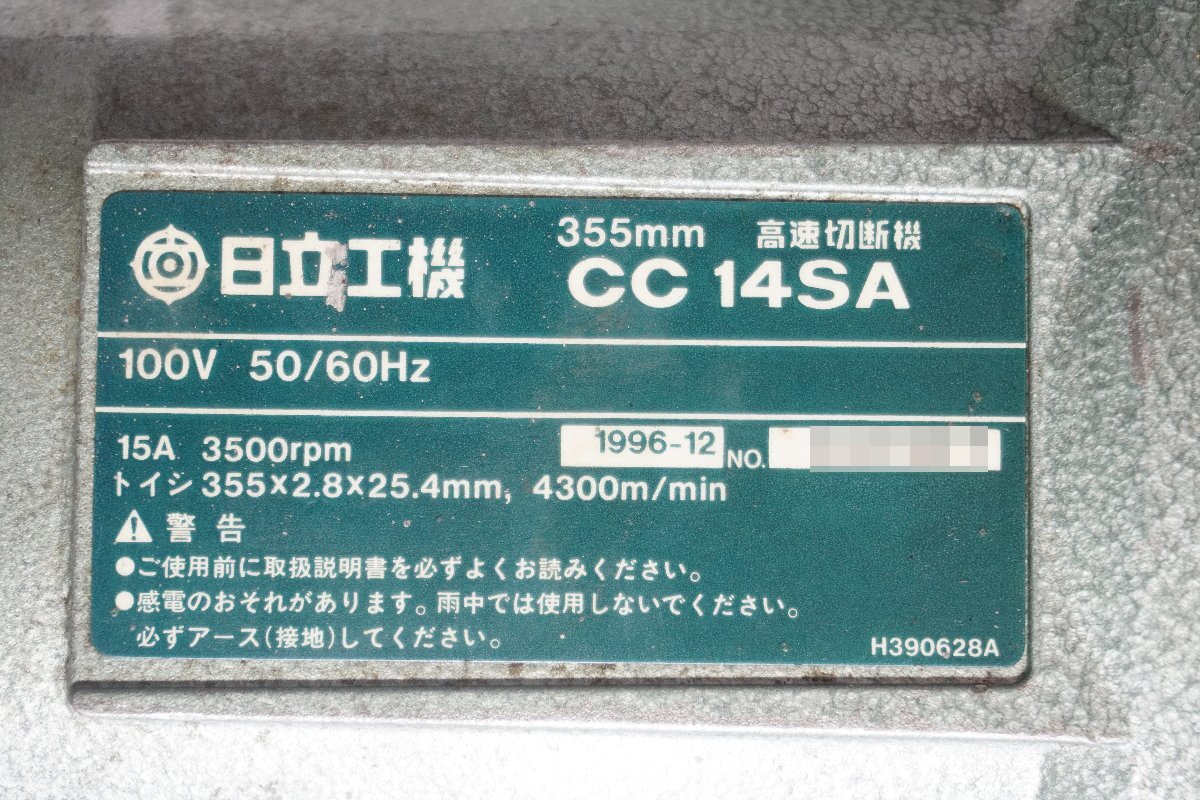 日立工機
355mm 高速切断機
CC 14SA
100V 50/60Hz
15A 3500rpm
1996-12 NO.
トイシ 355×2.8×25.4mm, 4300m/min
警告
●ご使用前に取扱説明書を必ずよくお読みください。
●感電のおそれがあります。雨中では使用しないでください。
必ずアース(接地)してください。
H390628A